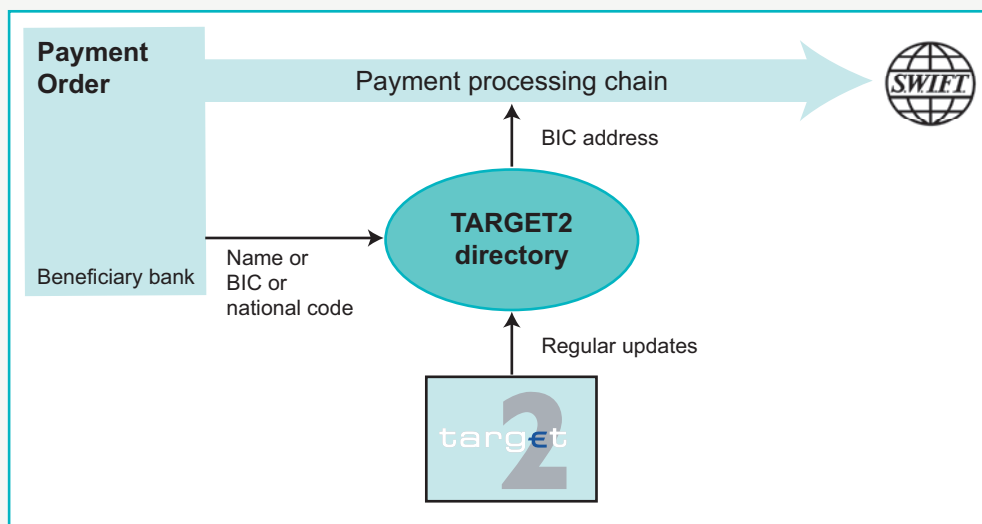 Payment
Order
Payment processing chain
S.W.I.F.T.
BIC address
TARGET2
directory
Beneficiary bank
Name or
BIC or
national code
Regular updates
2
target